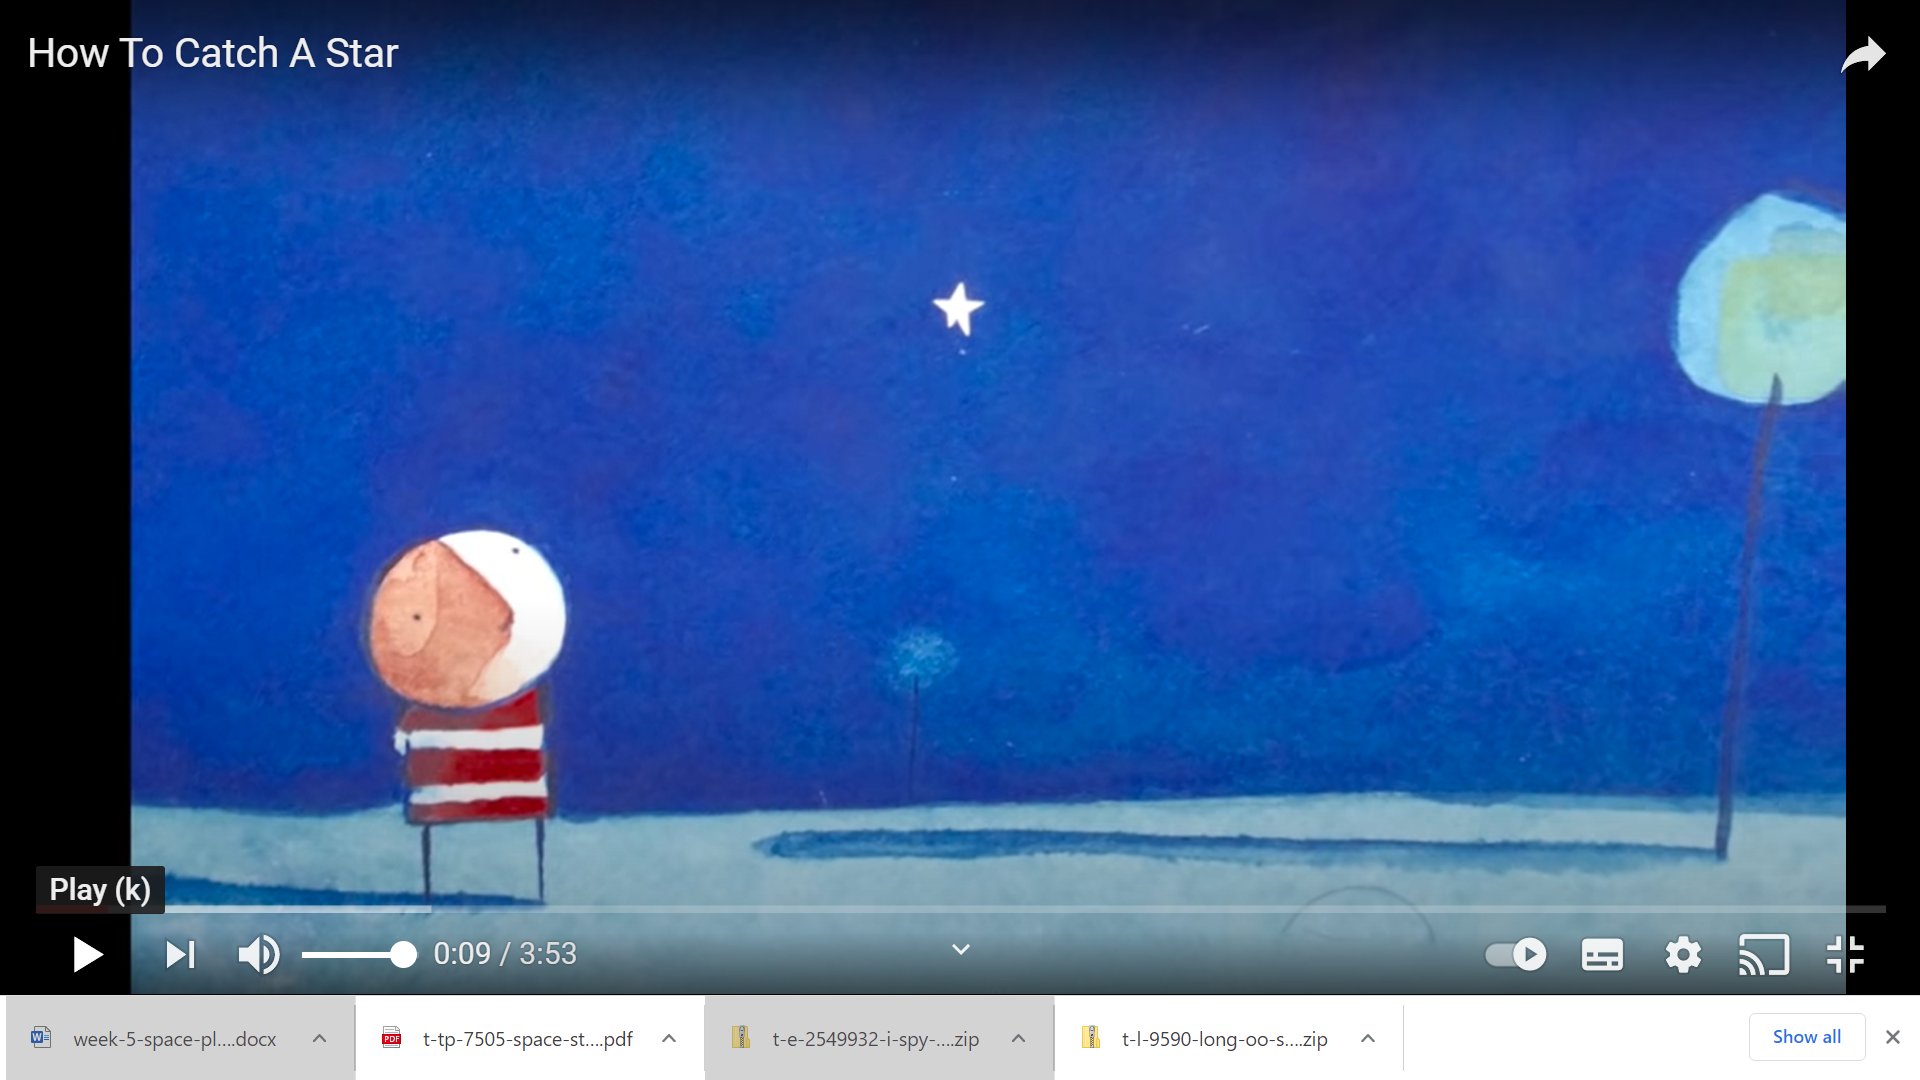 How To Catch A Star
Play (k)
0:09 / 3:53
week-5-space-pl....docx
t-tp-7505-space-st....pdf
t-e-2549932-i-spy-....zip
t-l-9590-long-oo-s....zip
Show all